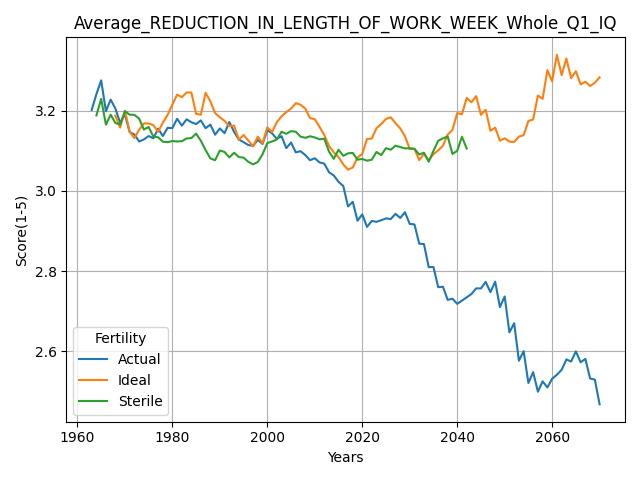 Average_REDUCTION_IN_LENGTH_OF_WORK_WEEK_Whole_Q1_IQ
Score(1-5)
3.2
3.0
2.8
2.6
Fertility
Actual
Ideal
Sterile
1960 1980 2000 2020 2040 2060
Years